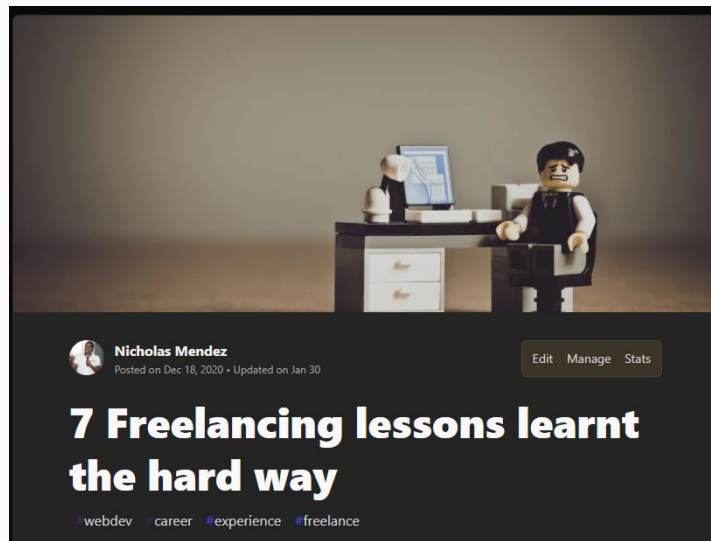 Nicholas Mendez
Posted on Dec 18, 2020 • Updated on Jan 30
Edit Manage Stats
7 Freelancing lessons learnt
the hard way
#webdev #career #experience #freelance